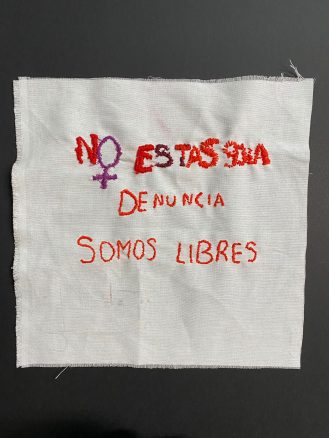 NO ESTAS SOLA
DENUNCIA
SOMOS LIBRES